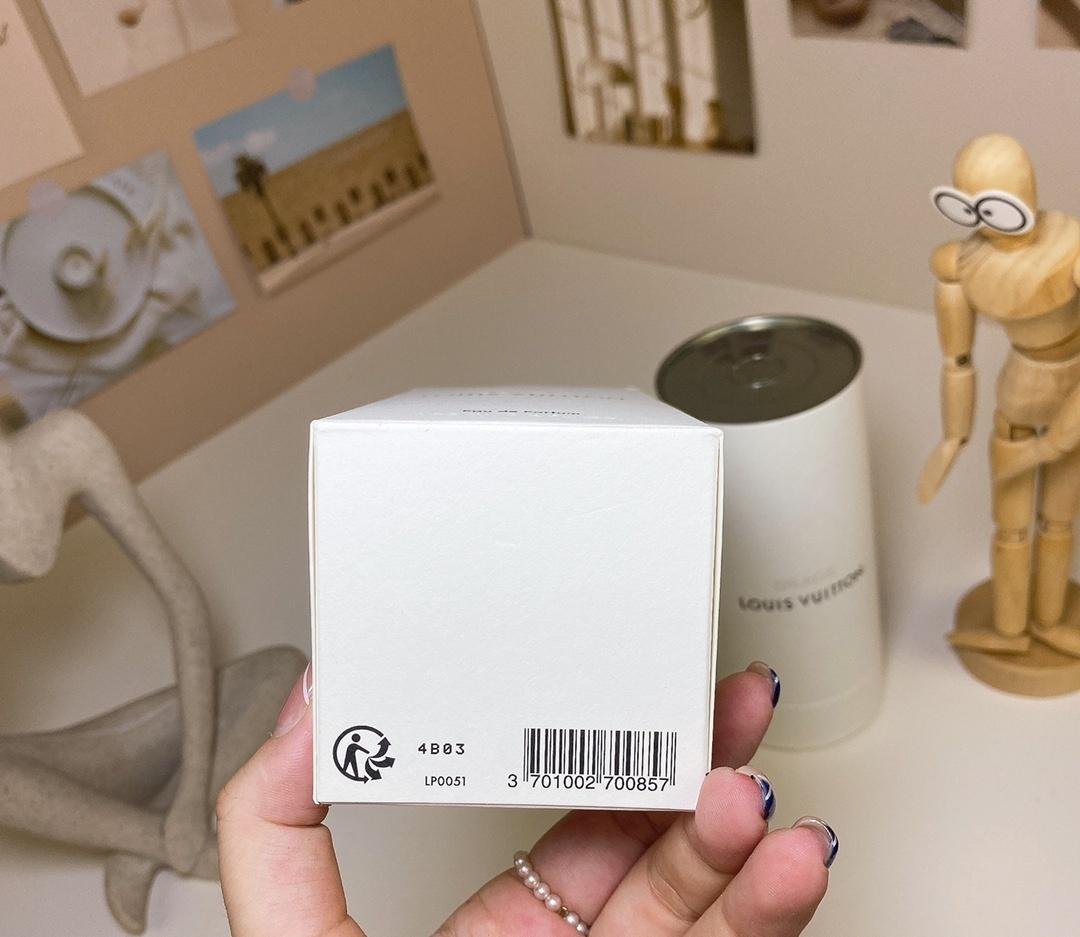 Eau de Parfum
LOUIS VUITTON
4B03
LP0051
3 701002 700857